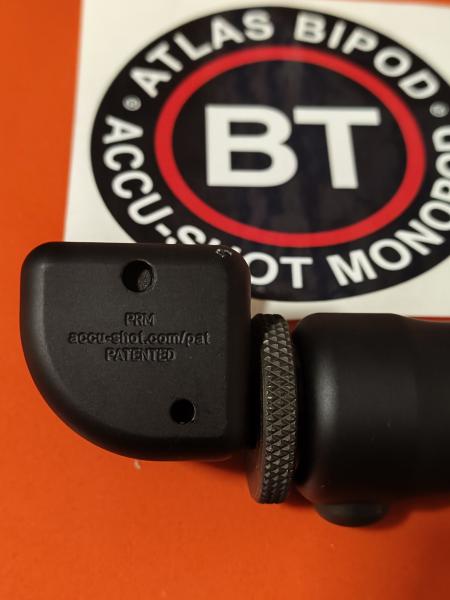 ATLAS BIPOD
BT
ACCU-SHOT MONOPOD
PRM
accu-shot.com/pat
PATENTED